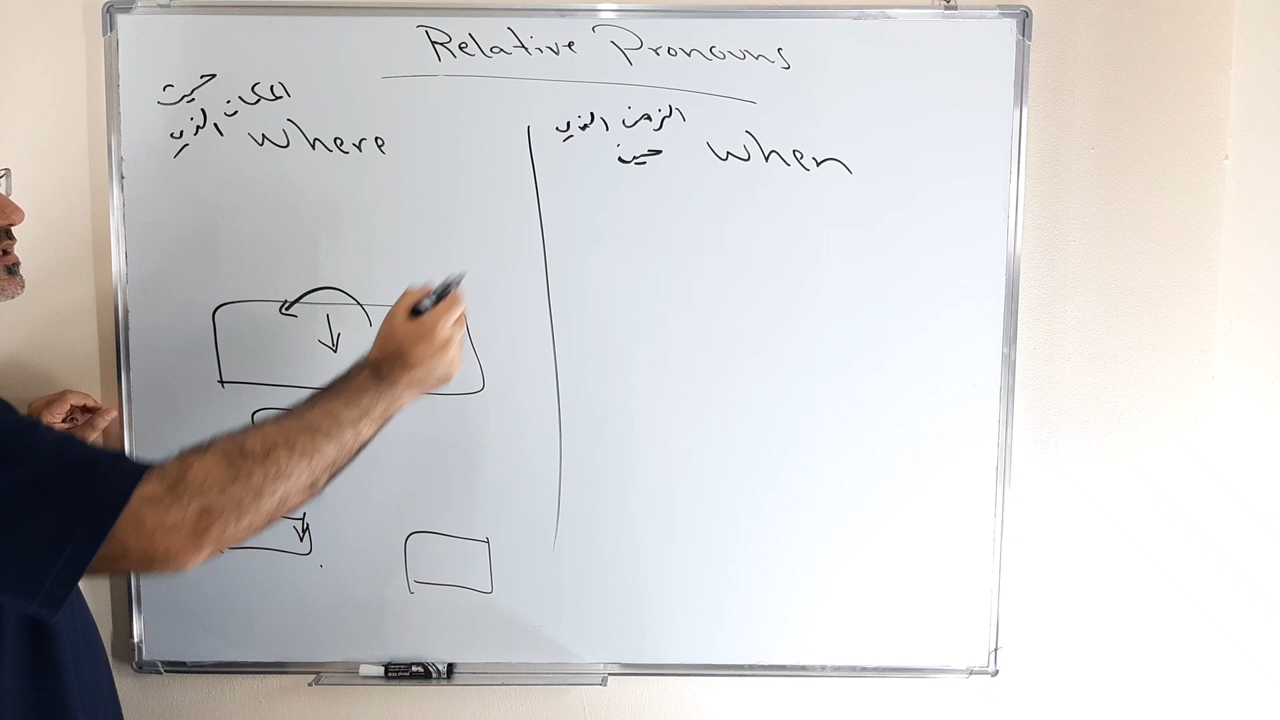 Relative Pronouns
حيث
المكان الذي where
الزمن الذي
حين when